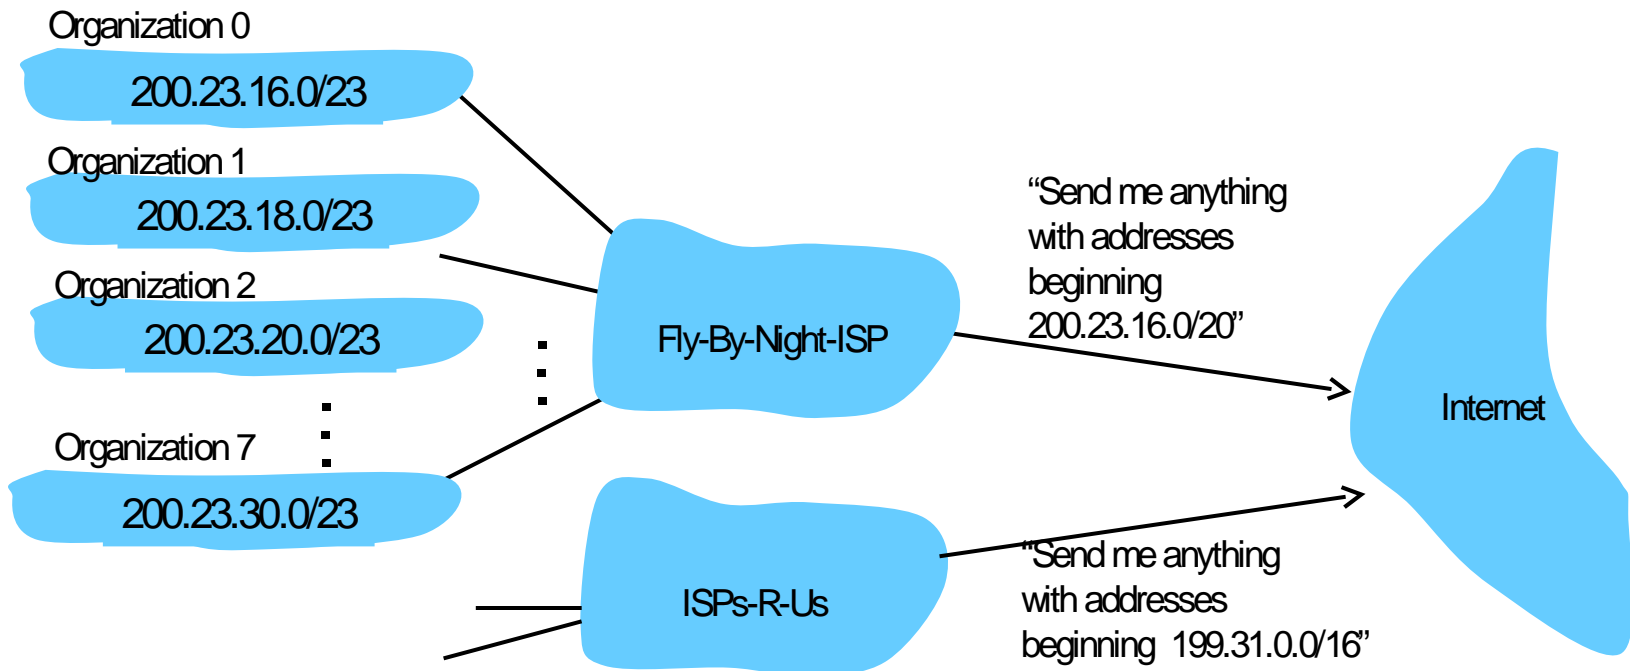 Organization 0
200.23.16.0/23
Organization 1
200.23.18.0/23
Organization 2
200.23.20.0/23
Organization 7
200.23.30.0/23
Fly-By-Night-ISP
ISPs-R-Us
“Send me anything
with addresses
beginning
200.23.16.0/20”
“Send me anything
with addresses
beginning 199.31.0.0/16”
Internet